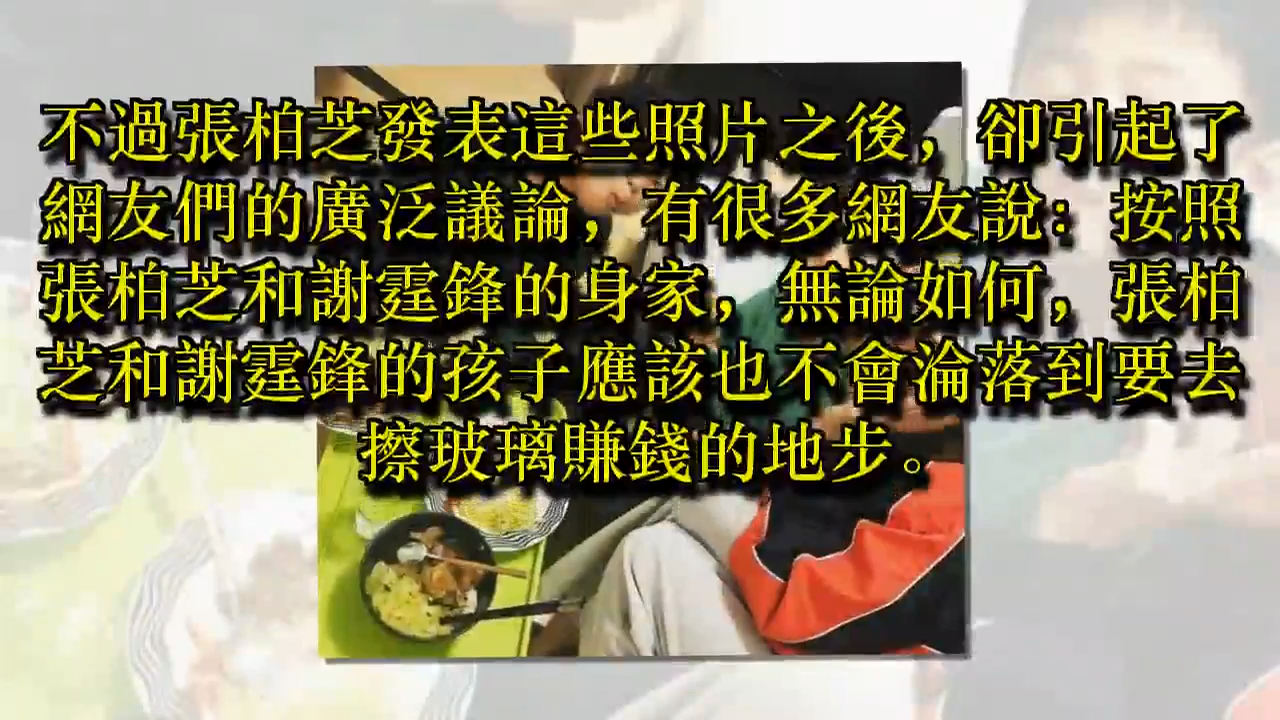 不過張柏芝發表這些照片之後，卻引起了
網友們的廣泛議論，有很多網友說：按照
張柏芝和謝霆鋒的身家，無論如何，張柏
芝和謝霆鋒的孩子應該也不會淪落到要去
擦玻璃賺錢的地步。